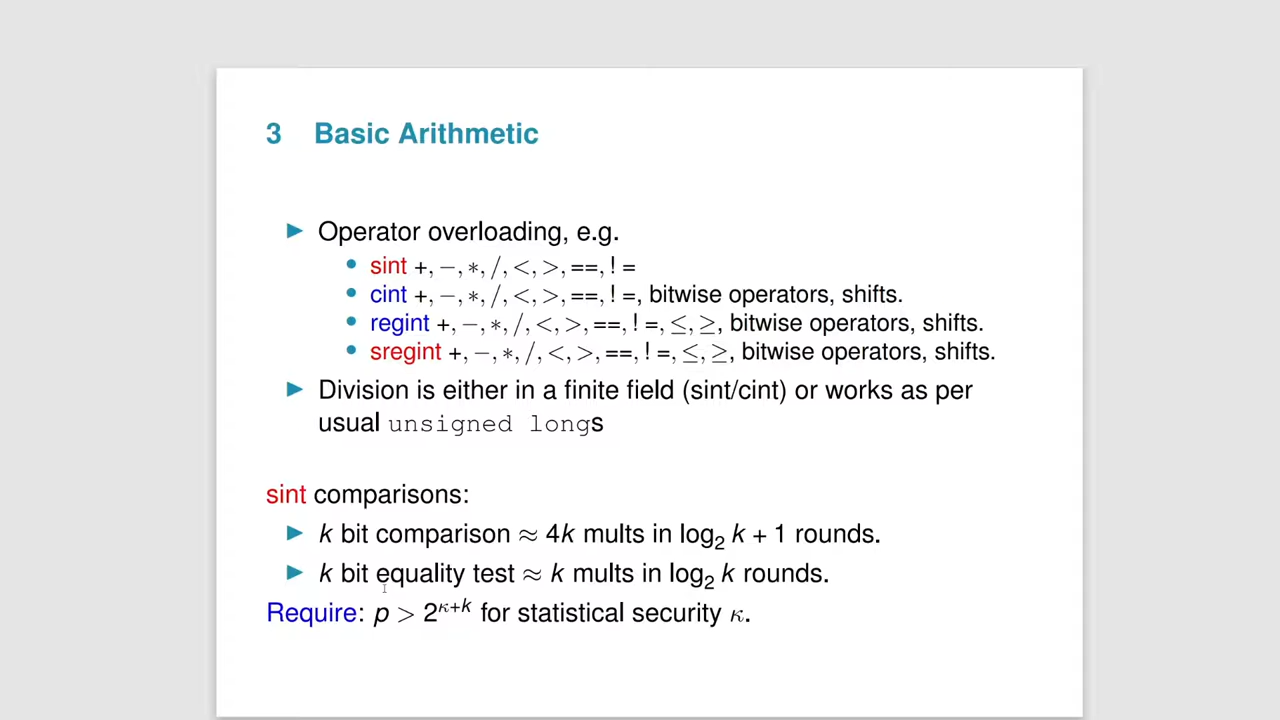 3 Basic Arithmetic
▶ Operator overloading, e.g.
• sint +, −, ∗, /, <, >, ==, ! =
• cint +, −, ∗, /, <, >, ==, ! =, bitwise operators, shifts.
• regint +, −, ∗, /, <, >, ==, ! =, ≤, ≥, bitwise operators, shifts.
• sregint +, −, ∗, /, <, >, ==, ! =, ≤, ≥, bitwise operators, shifts.
▶ Division is either in a finite field (sint/cint) or works as per
usual unsigned longs
sint comparisons:
▶ k bit comparison ≈ 4k mults in log₂ k + 1 rounds.
▶ k bit equality test ≈ k mults in log₂ k rounds.
Require: p > 2^{κ+k} for statistical security κ.